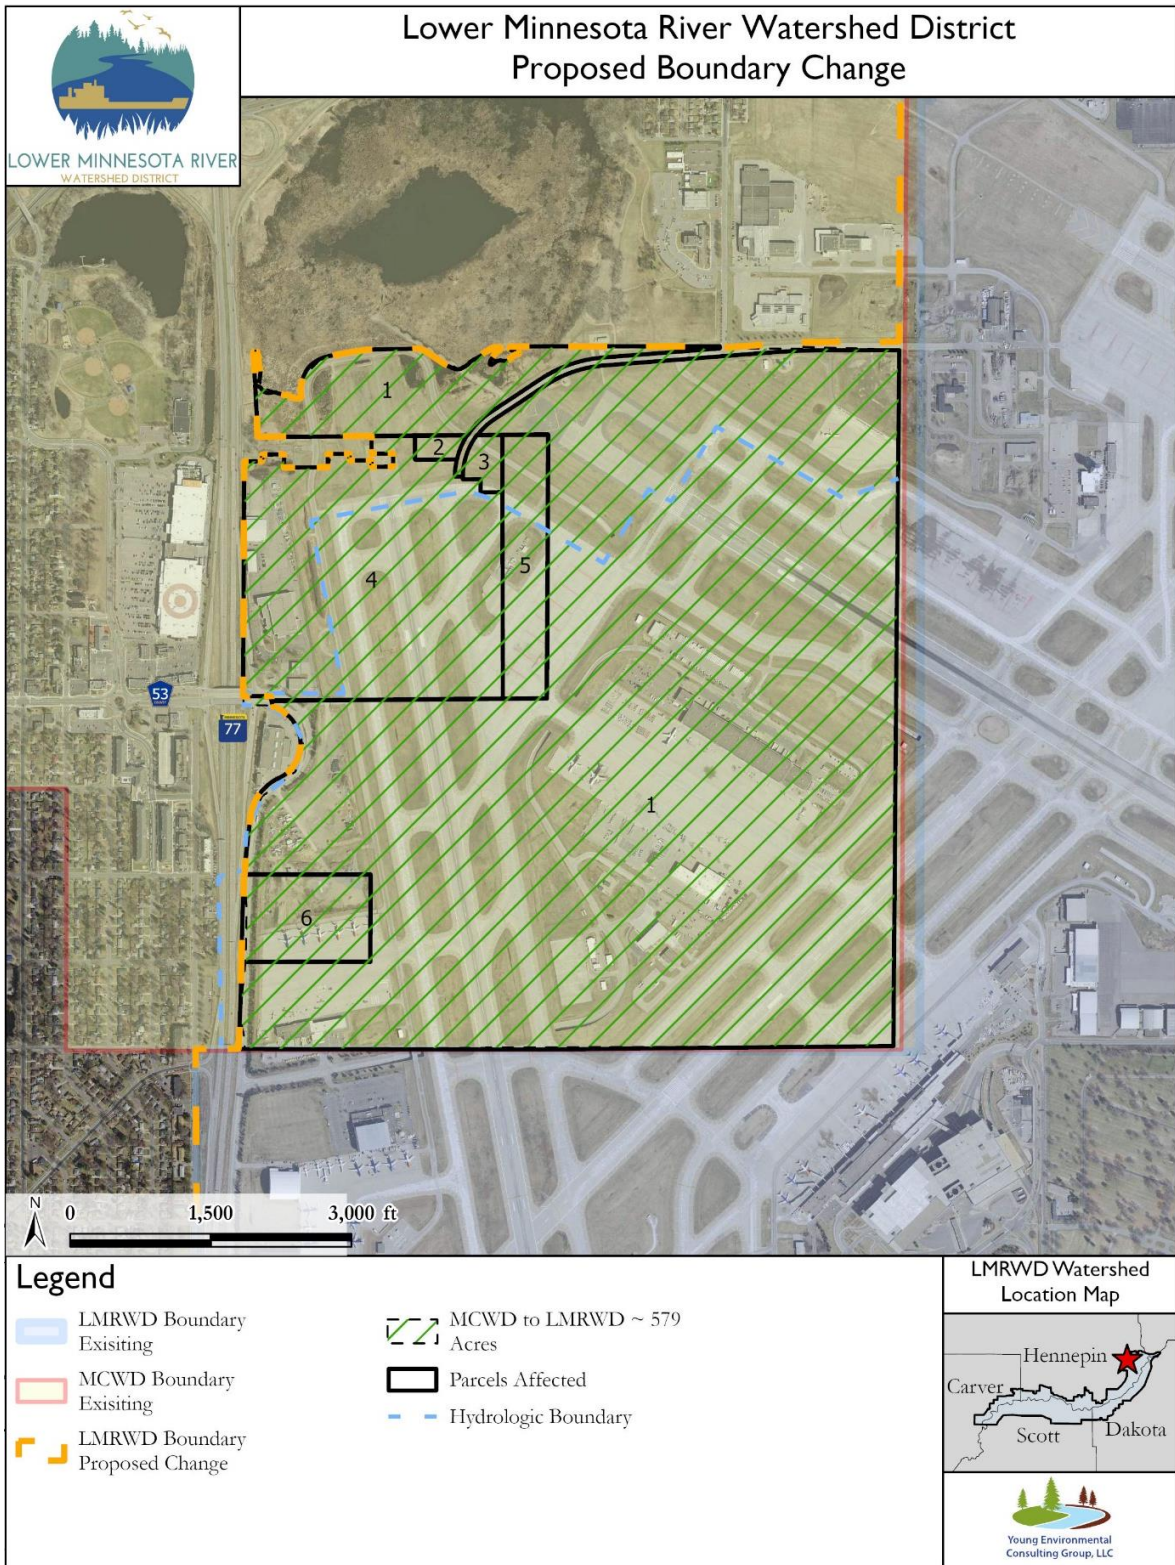 Lower Minnesota River Watershed District
Proposed Boundary Change
LOWER MINNESOTA RIVER
WATERSHED DISTRICT
1
2
3
4
5
53
77
1
6
N
0 1,500 3,000 ft
Legend
LMRWD Boundary
Exisiting
MCWD Boundary
Exisiting
LMRWD Boundary
Proposed Change
MCWD to LMRWD ~ 579
Acres
Parcels Affected
Hydrologic Boundary
LMRWD Watershed
Location Map
Hennepin
Carver
Scott
Dakota
Young Environmental
Consulting Group, LLC